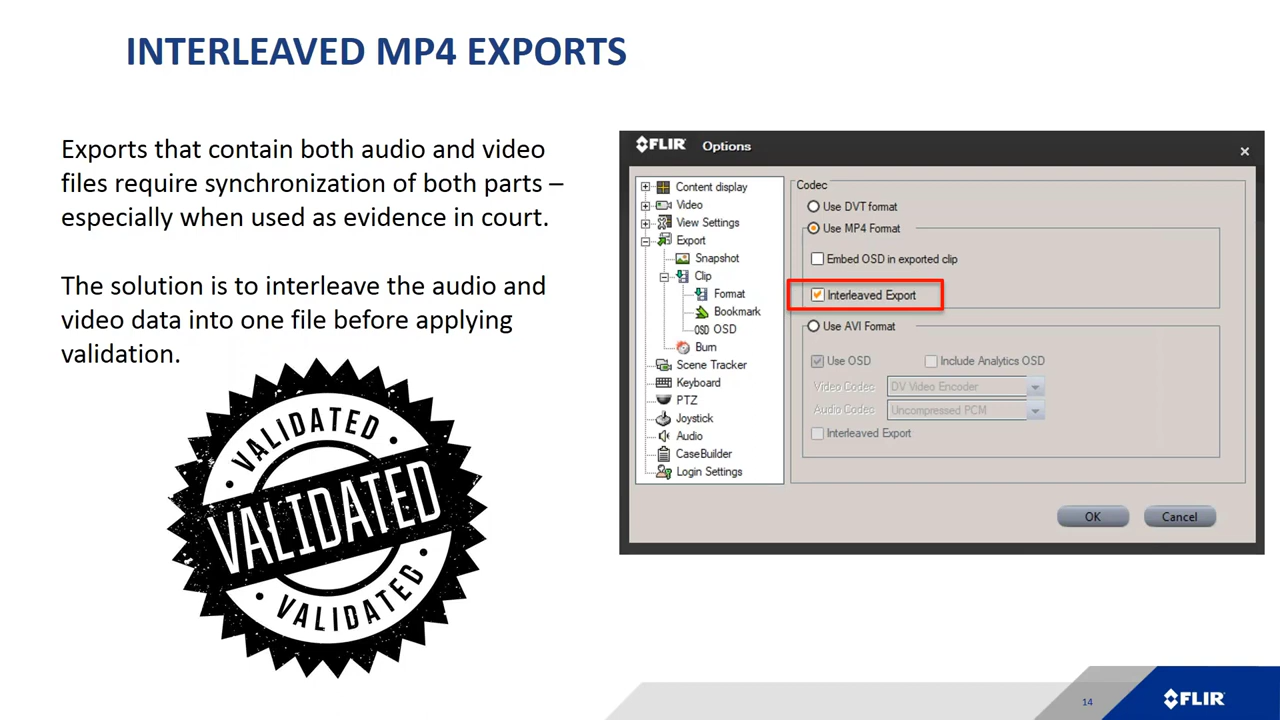 INTERLEAVED MP4 EXPORTS
Exports that contain both audio and video
files require synchronization of both parts –
especially when used as evidence in court.
The solution is to interleave the audio and
video data into one file before applying
validation.
VALIDATED
VALIDATED
VALIDATED
FLIR Options
Content display
Video
View Settings
Export
Snapshot
Clip
Format
Bookmark
OSD OSD
Burn
Scene Tracker
Keyboard
PTZ
Joystick
Audio
CaseBuilder
Login Settings
Codec
Use DVT format
Use MP4 Format
Embed OSD in exported clip
Interleaved Export
Use AVI Format
Use OSD Include Analytics OSD
Video Codec DV Video Encoder
Audio Codec Uncompressed PCM
Interleaved Export
OK Cancel
14 FLIR